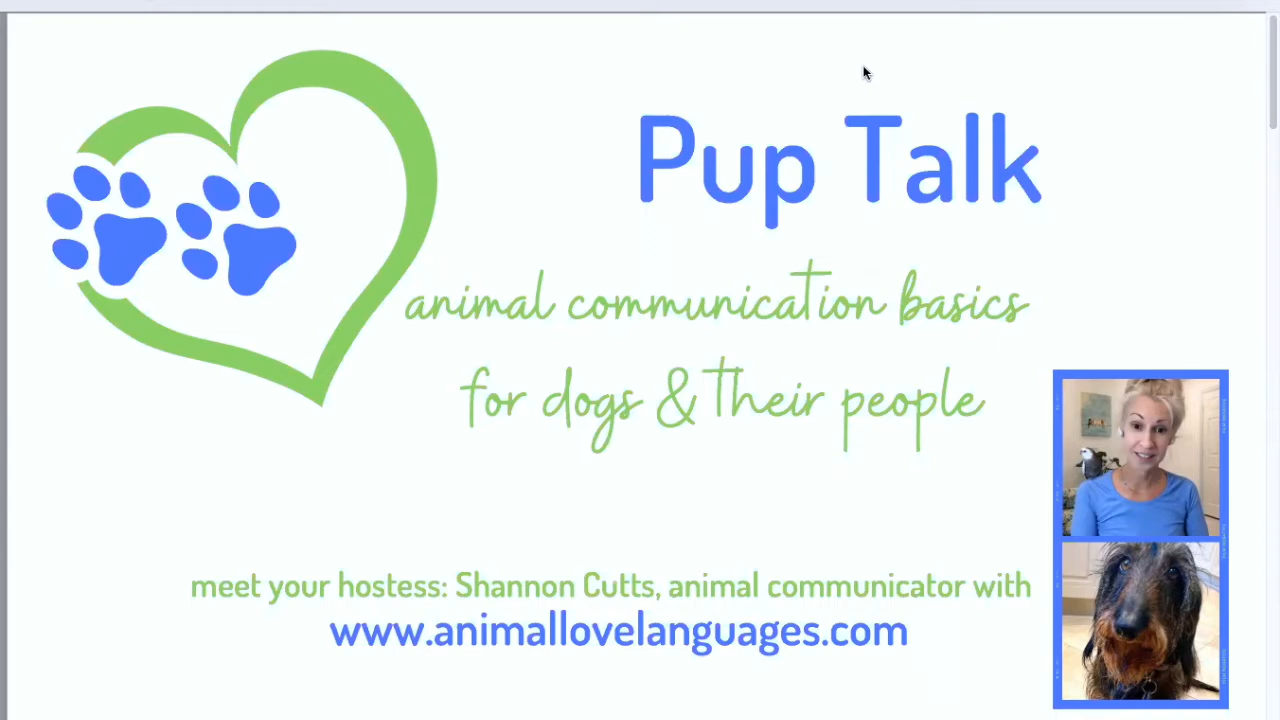 Pup Talk
animal communication basics
for dogs & their people
meet your hostess: Shannon Cutts, animal communicator with
www.animallovelanguages.com